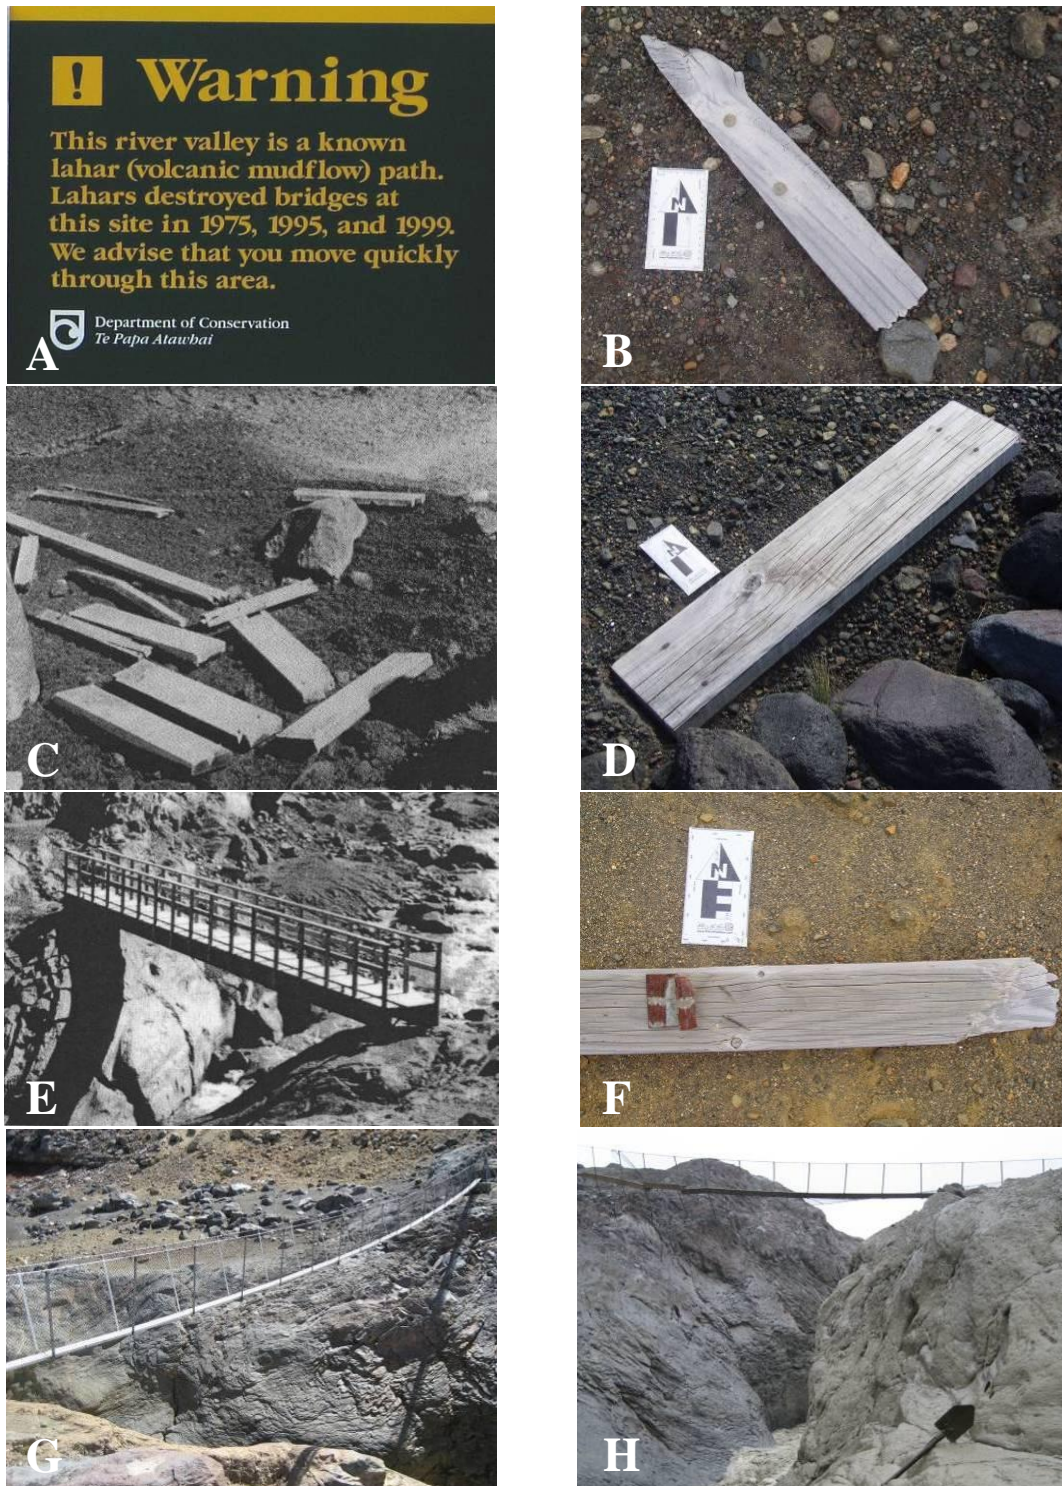 ! Warning
This river valley is a known
lahar (volcanic mudflow) path.
Lahars destroyed bridges at
this site in 1975, 1995, and 1999.
We advise that you move quickly
through this area.
Department of Conservation
Te Papa Atawhai
A
N
B
C
N
D
E
N
F
G
H